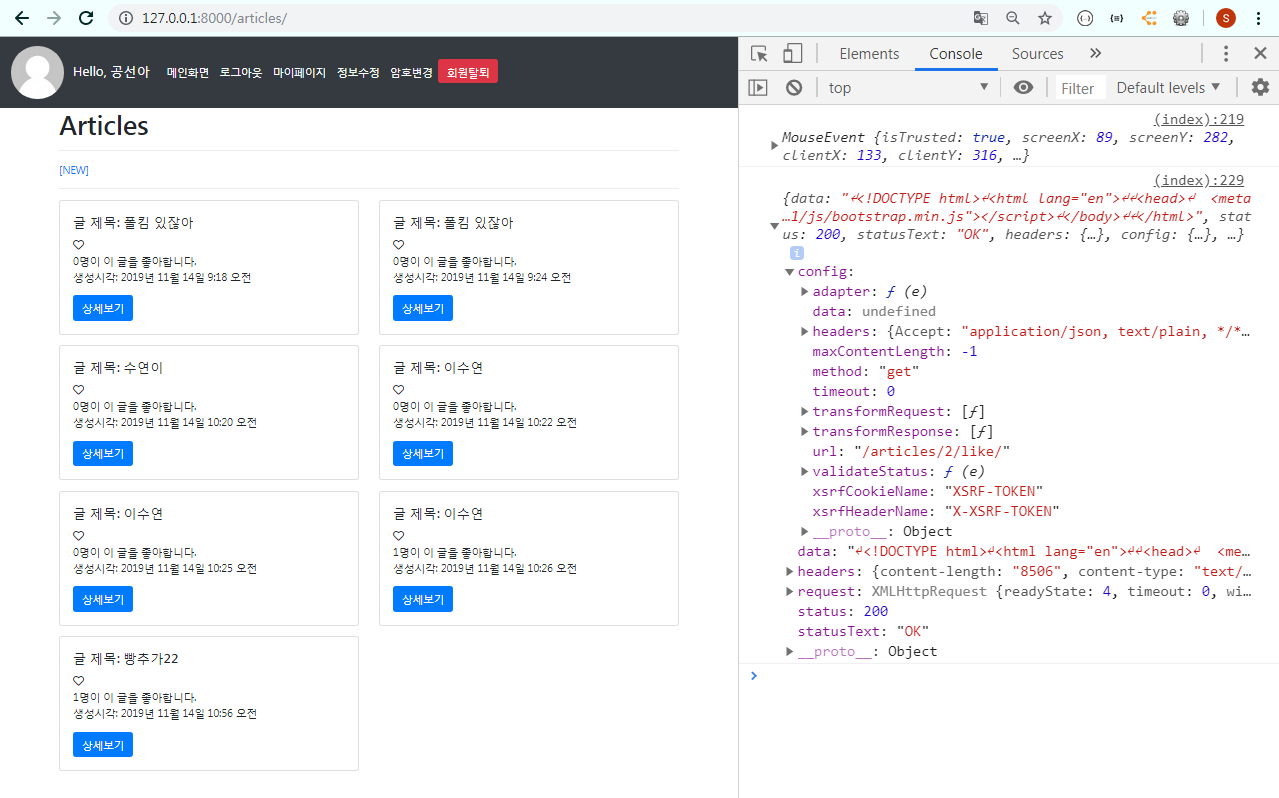 127.0.0.1:8000/articles/
S
Hello, 공선아 메인화면 로그아웃 마이페이지 정보수정 암호변경 회원탈퇴
Articles
[NEW]
글 제목: 폴킴 있잖아
0명이 이 글을 좋아합니다.
생성시각: 2019년 11월 14일 9:18 오전
상세보기
글 제목: 폴킴 있잖아
0명이 이 글을 좋아합니다.
생성시각: 2019년 11월 14일 9:24 오전
상세보기
글 제목: 수연이
0명이 이 글을 좋아합니다.
생성시각: 2019년 11월 14일 10:20 오전
상세보기
글 제목: 이수연
0명이 이 글을 좋아합니다.
생성시각: 2019년 11월 14일 10:22 오전
상세보기
글 제목: 이수연
0명이 이 글을 좋아합니다.
생성시각: 2019년 11월 14일 10:25 오전
상세보기
글 제목: 이수연
1명이 이 글을 좋아합니다.
생성시각: 2019년 11월 14일 10:26 오전
상세보기
글 제목: 빵추가22
1명이 이 글을 좋아합니다.
생성시각: 2019년 11월 14일 10:56 오전
상세보기
Elements Console Sources »
top Filter Default levels ▼
(index):219
MouseEvent {isTrusted: true, screenX: 89, screenY: 282,
clientX: 133, clientY: 316, …}
(index):229
{data: "↵<!DOCTYPE html>↵<html lang="en">↵↵<head>↵  <meta
…1/js/bootstrap.min.js"></script>↵</body>↵↵</html>", stat
us: 200, statusText: "OK", headers: {…}, config: {…}, …}
i
config:
adapter: ƒ (e)
data: undefined
headers: {Accept: "application/json, text/plain, */*…
maxContentLength: -1
method: "get"
timeout: 0
transformRequest: [ƒ]
transformResponse: [ƒ]
url: "/articles/2/like/"
validateStatus: ƒ (e)
xsrfCookieName: "XSRF-TOKEN"
xsrfHeaderName: "X-XSRF-TOKEN"
__proto__: Object
data: "↵<!DOCTYPE html>↵<html lang="en">↵↵<head>↵  <me…
headers: {content-length: "8506", content-type: "text/…
request: XMLHttpRequest {readyState: 4, timeout: 0, wi…
status: 200
statusText: "OK"
__proto__: Object